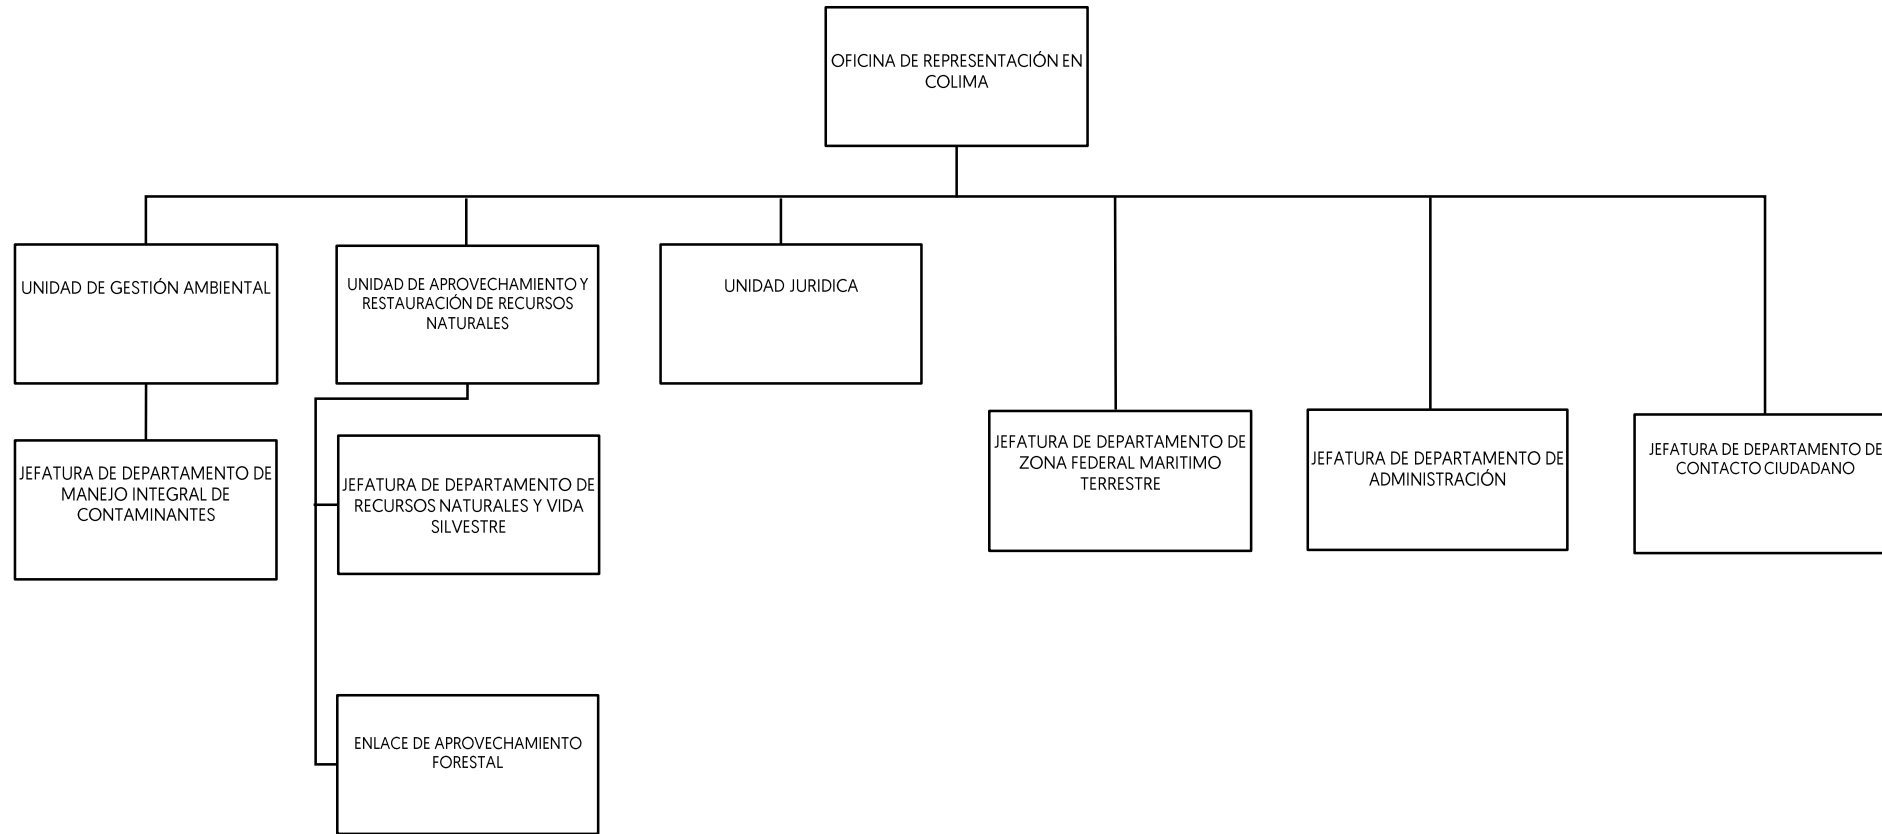 OFICINA DE REPRESENTACIÓN EN
COLIMA
UNIDAD DE GESTIÓN AMBIENTAL
UNIDAD DE APROVECHAMIENTO Y
RESTAURACIÓN DE RECURSOS
NATURALES
UNIDAD JURIDICA
JEFATURA DE DEPARTAMENTO DE
MANEJO INTEGRAL DE
CONTAMINANTES
JEFATURA DE DEPARTAMENTO DE
RECURSOS NATURALES Y VIDA
SILVESTRE
JEFATURA DE DEPARTAMENTO DE
ZONA FEDERAL MARITIMO
TERRESTRE
JEFATURA DE DEPARTAMENTO DE
ADMINISTRACIÓN
JEFATURA DE DEPARTAMENTO DE
CONTACTO CIUDADANO
ENLACE DE APROVECHAMIENTO
FORESTAL